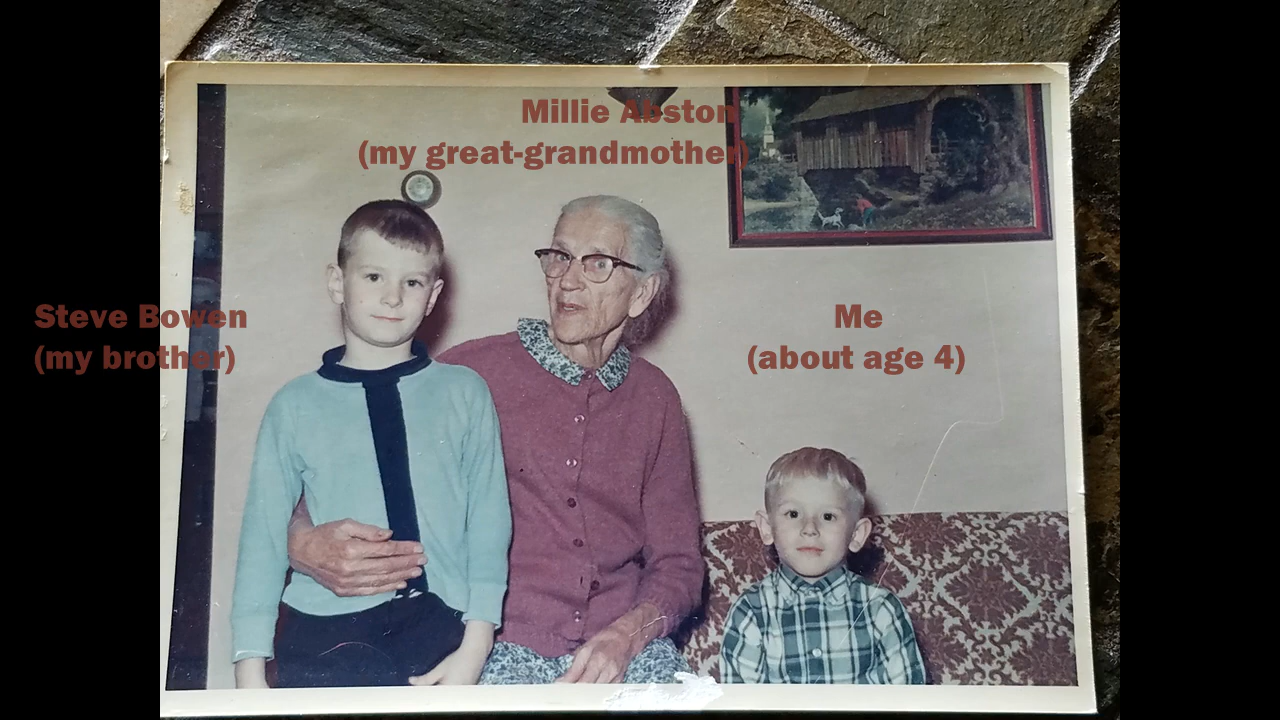 Millie Abston
(my great-grandmother)
Steve Bowen
(my brother)
Me
(about age 4)